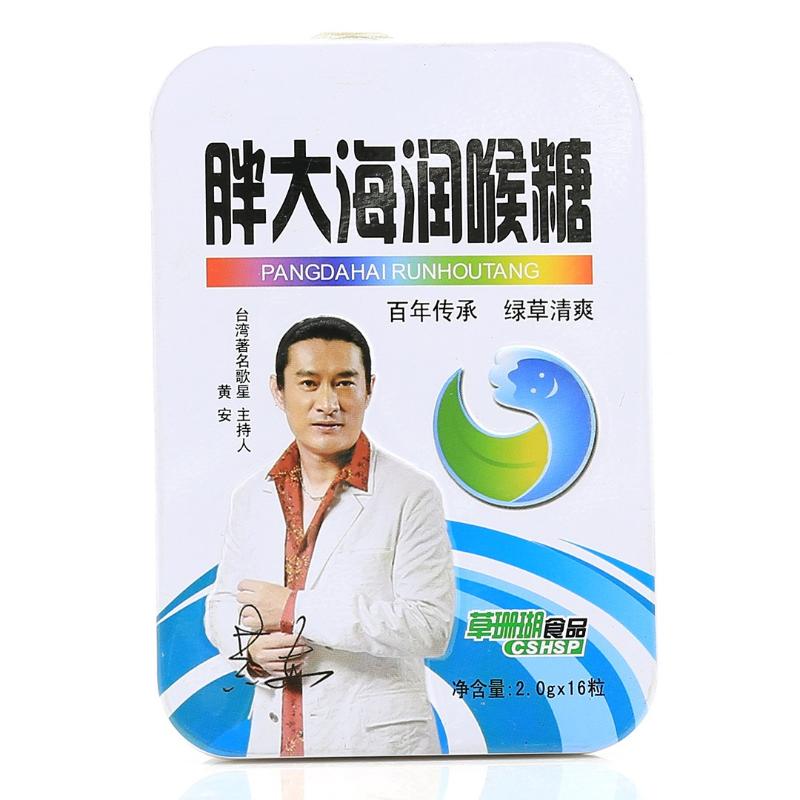 胖大海润喉糖
PANGDAHAI RUNHOUTANG
百年传承 绿草清爽
台湾著名歌星 主持人
黄安
草珊瑚食品
CSHSP
净含量:2.0gx16粒